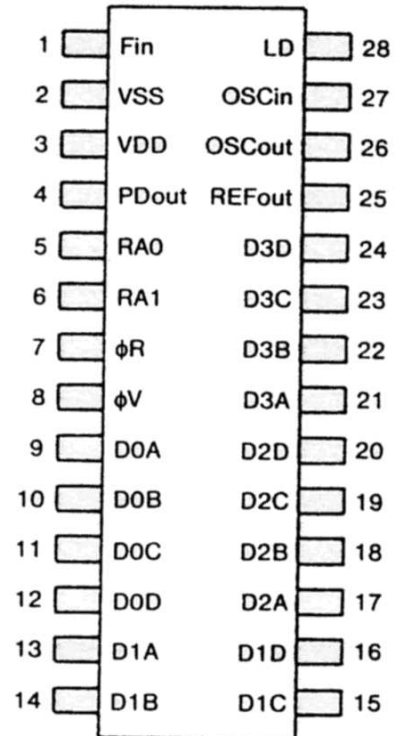 1 Fin LD 28
2 VSS OSCin 27
3 VDD OSCout 26
4 PDout REFout 25
5 RA0 D3D 24
6 RA1 D3C 23
7 ϕR D3B 22
8 ϕV D3A 21
9 D0A D2D 20
10 D0B D2C 19
11 D0C D2B 18
12 D0D D2A 17
13 D1A D1D 16
14 D1B D1C 15